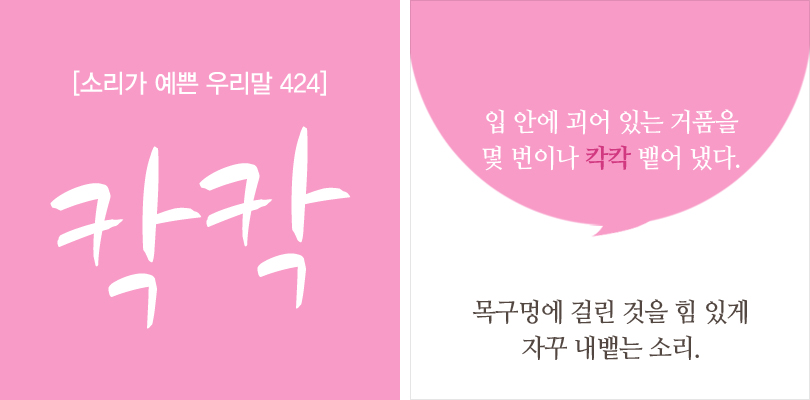 [소리가 예쁜 우리말 424]
칵칵
입 안에 괴어 있는 거품을
몇 번이나 칵칵 뱉어 냈다.
목구멍에 걸린 것을 힘 있게
자꾸 내뱉는 소리.